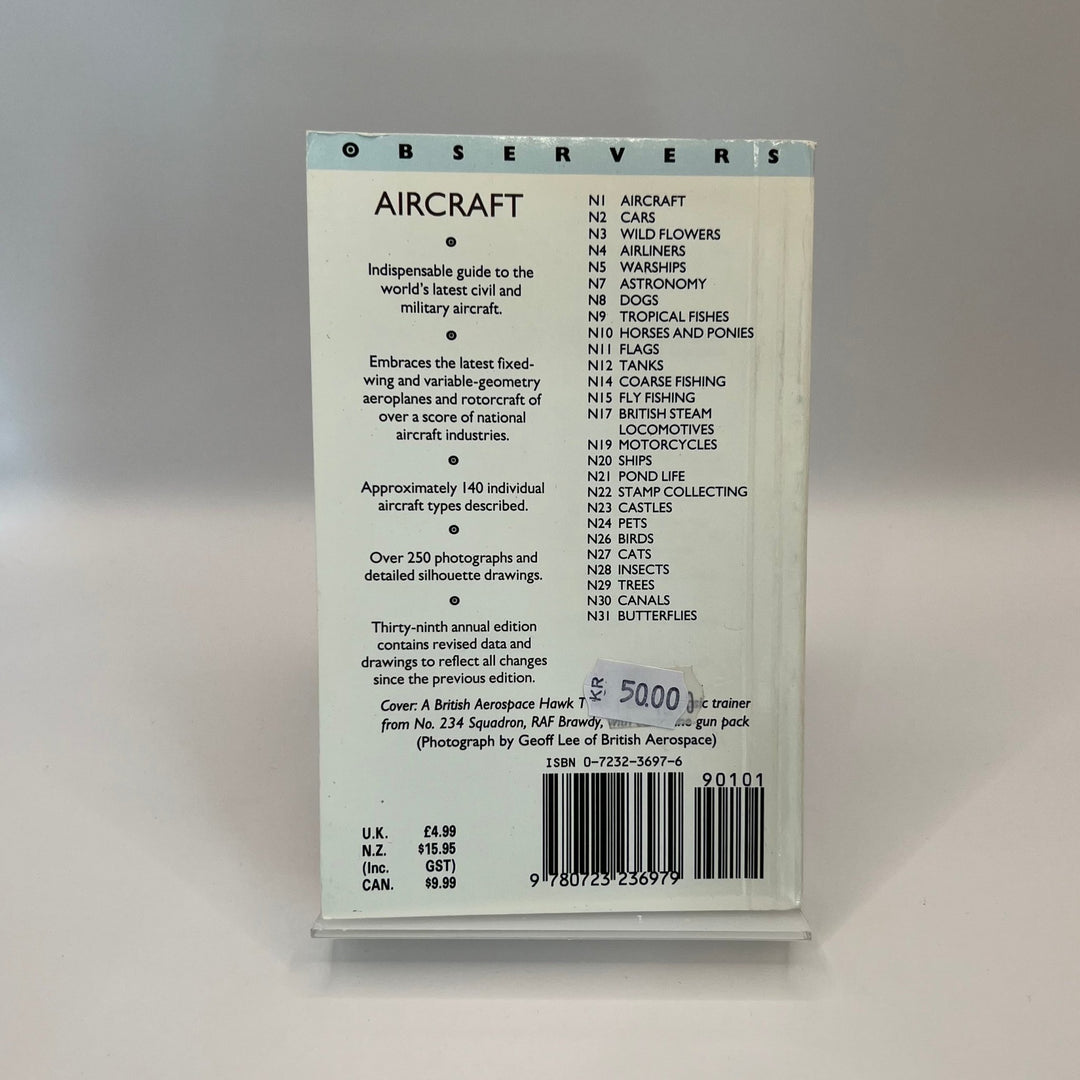 OBSERVERS
AIRCRAFT
Indispensable guide to the
world's latest civil and
military aircraft.
Embraces the latest fixed-
wing and variable-geometry
aeroplanes and rotorcraft of
over a score of national
aircraft industries.
Approximately 140 individual
aircraft types described.
Over 250 photographs and
detailed silhouette drawings.
Thirty-ninth annual edition
contains revised data and
drawings to reflect all changes
since the previous edition.
N1 AIRCRAFT
N2 CARS
N3 WILD FLOWERS
N4 AIRLINERS
N5 WARSHIPS
N7 ASTRONOMY
N8 DOGS
N9 TROPICAL FISHES
N10 HORSES AND PONIES
N11 FLAGS
N12 TANKS
N14 COARSE FISHING
N15 FLY FISHING
N17 BRITISH STEAM
LOCOMOTIVES
N19 MOTORCYCLES
N20 SHIPS
N21 POND LIFE
N22 STAMP COLLECTING
N23 CASTLES
N24 PETS
N26 BIRDS
N27 CATS
N28 INSECTS
N29 TREES
N30 CANALS
N31 BUTTERFLIES
KR 50.00
Cover: A British Aerospace Hawk trainer
from No. 234 Squadron, RAF Brawdy, gun pack
(Photograph by Geoff Lee of British Aerospace)
ISBN 0-7232-3697-6
90101
9 780723 236979
U.K. £4.99
N.Z. $15.95
(Inc. GST)
CAN. $9.99